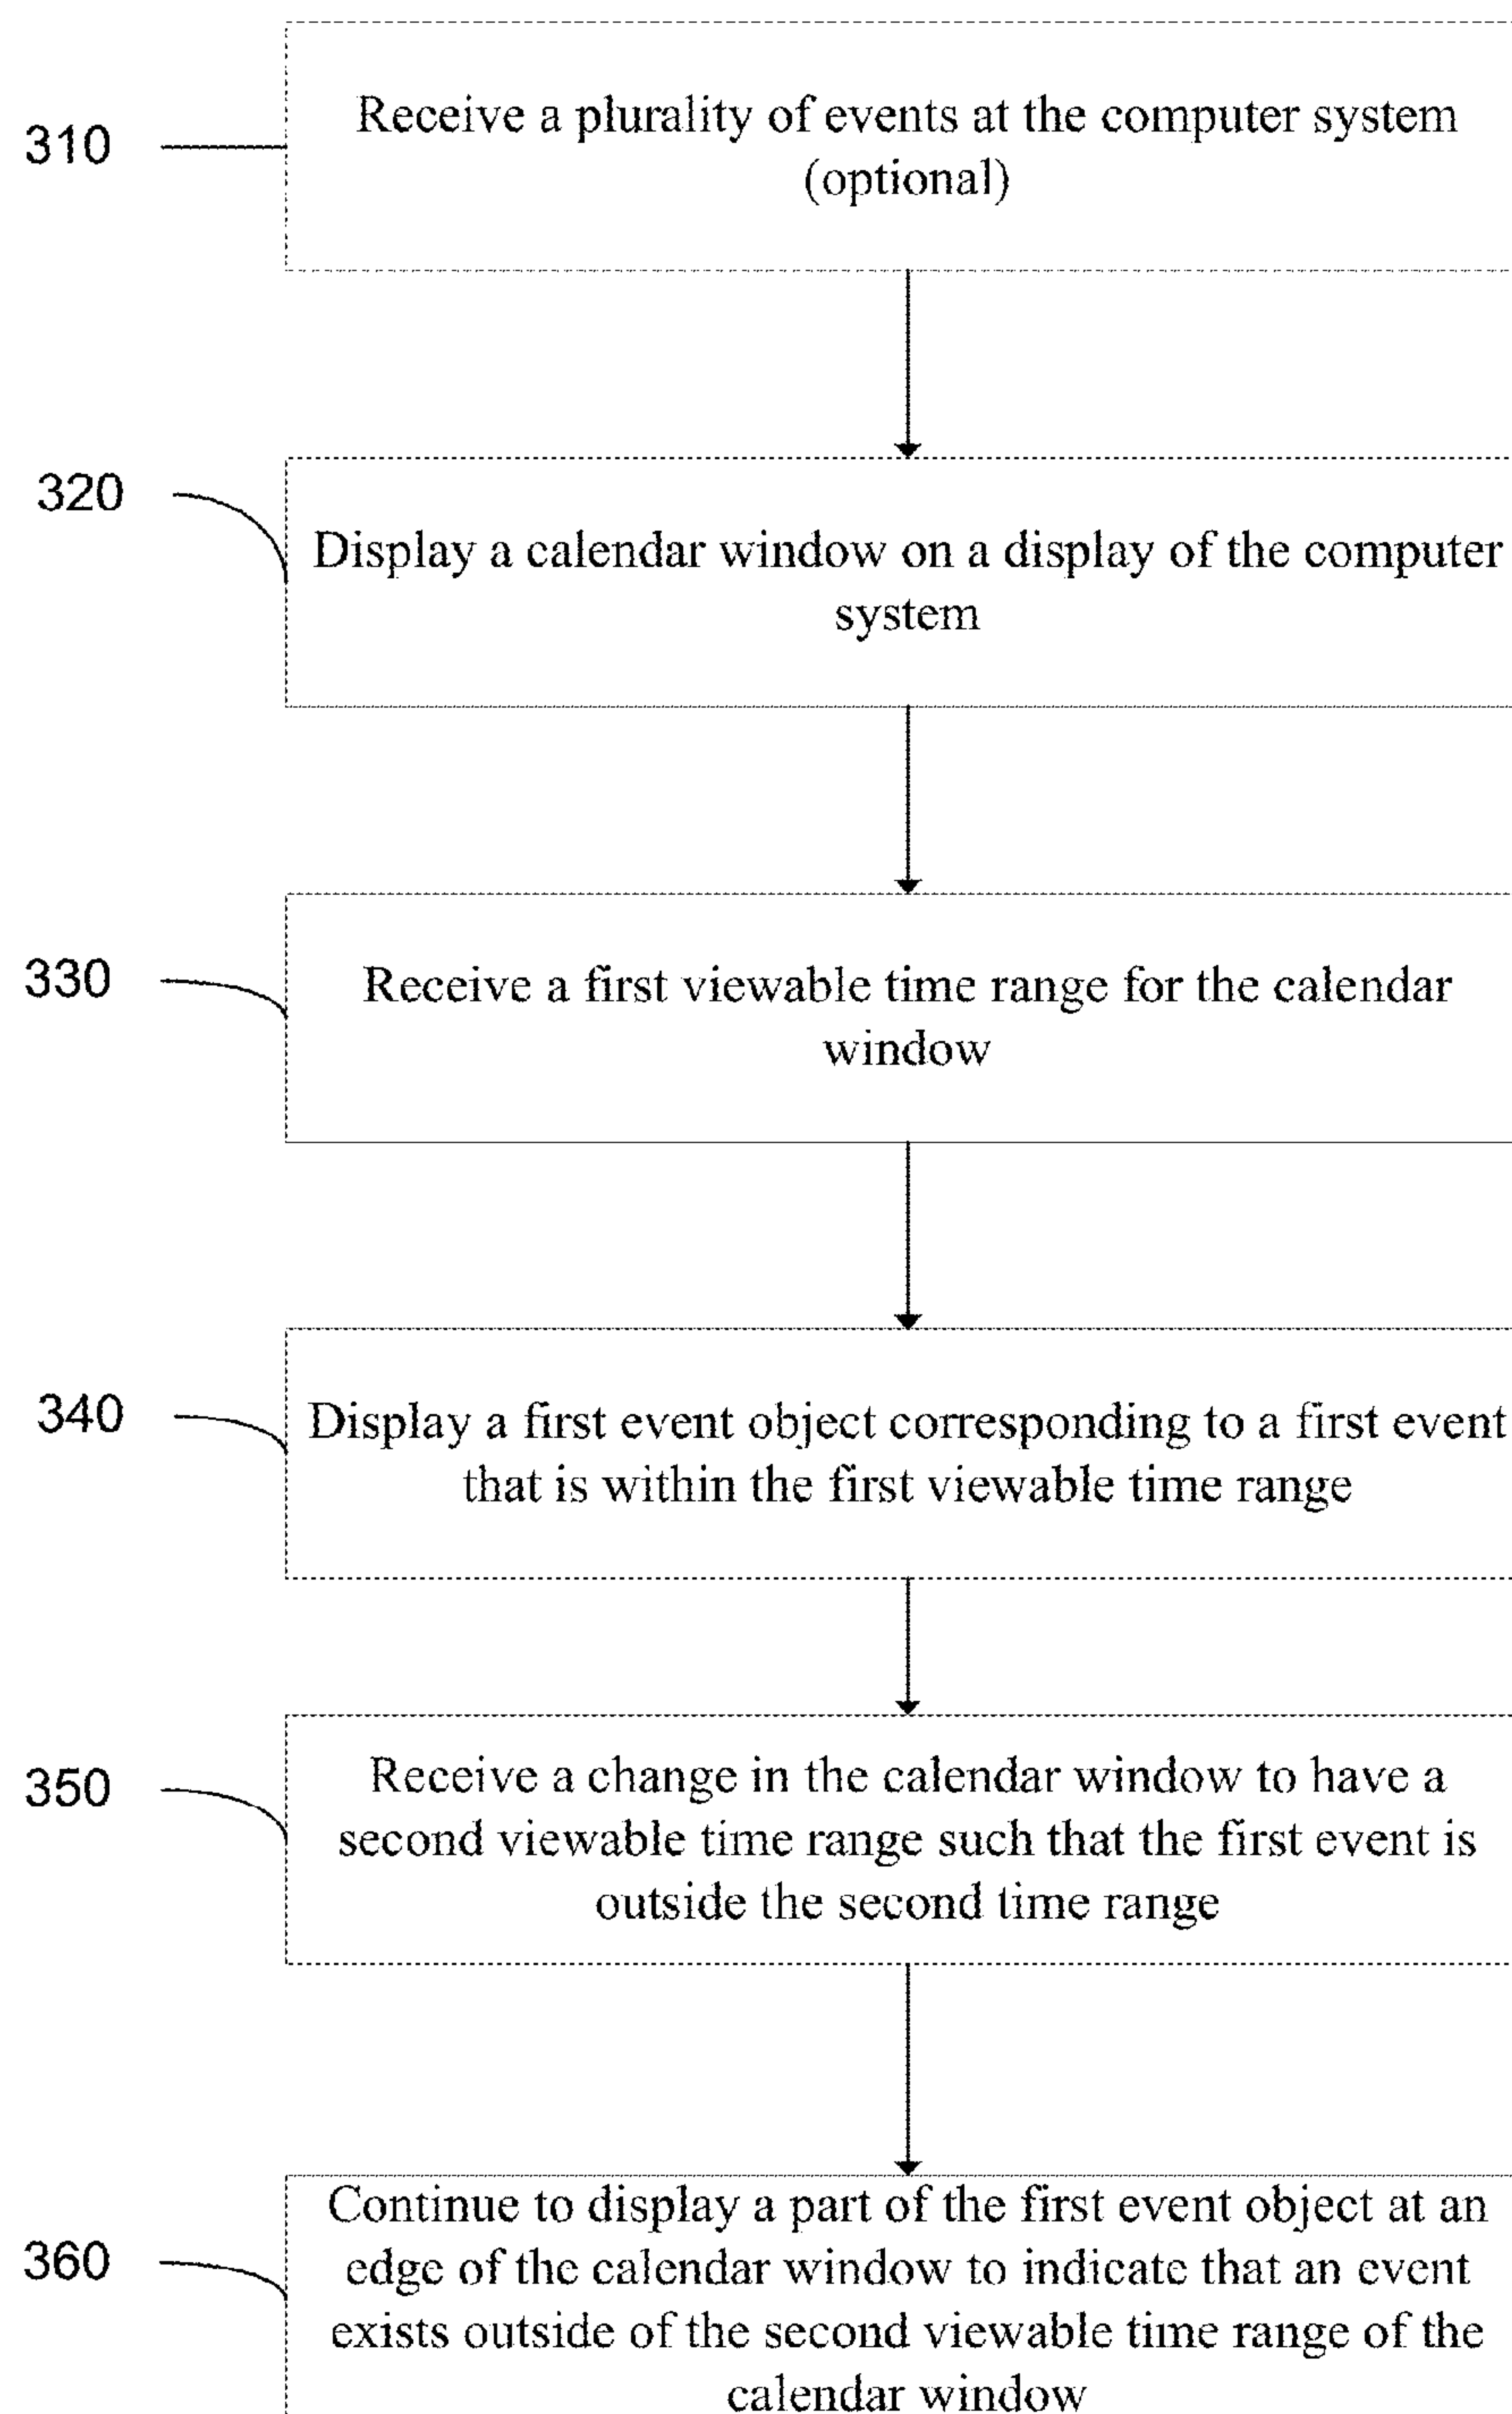 310
Receive a plurality of events at the computer system
(optional)
320
Display a calendar window on a display of the computer
system
330
Receive a first viewable time range for the calendar
window
340
Display a first event object corresponding to a first event
that is within the first viewable time range
350
Receive a change in the calendar window to have a
second viewable time range such that the first event is
outside the second time range
360
Continue to display a part of the first event object at an
edge of the calendar window to indicate that an event
exists outside of the second viewable time range of the
calendar window